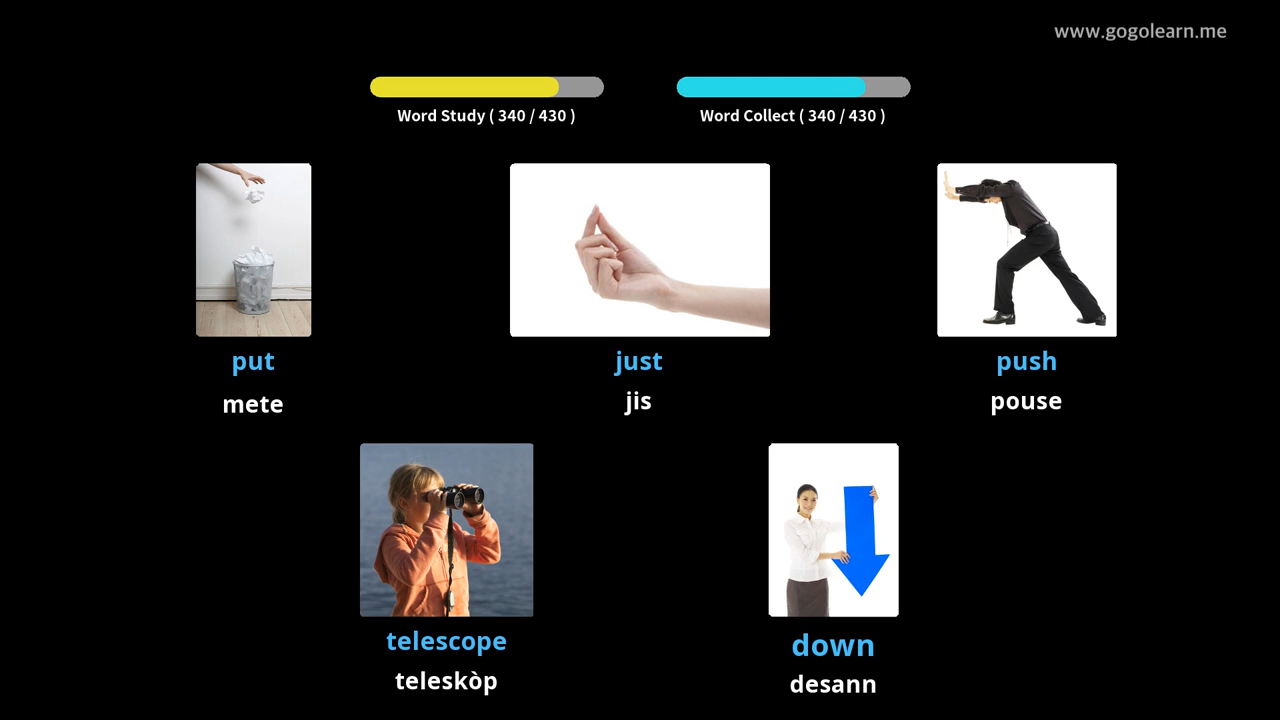 www.gogolearn.me
Word Study ( 340 / 430 )
Word Collect ( 340 / 430 )
put
mete
just
jis
push
pouse
telescope
teleskòp
down
desann